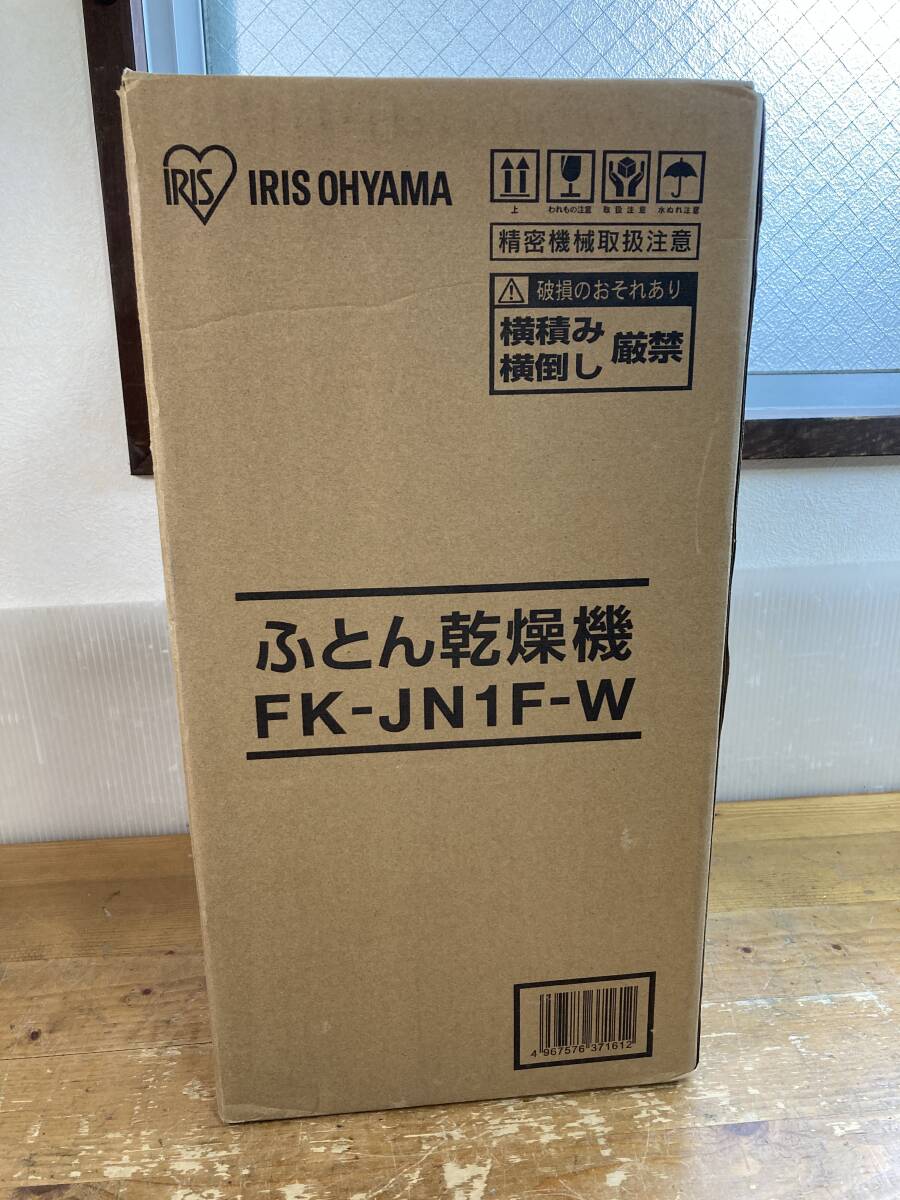 IRIS
IRIS OHYAMA
上 われもの注意 取扱注意 水ぬれ注意
精密機械取扱注意
破損のおそれあり
横積み
横倒し
厳禁
ふとん乾燥機
FK-JN1F-W
4 967576 371612